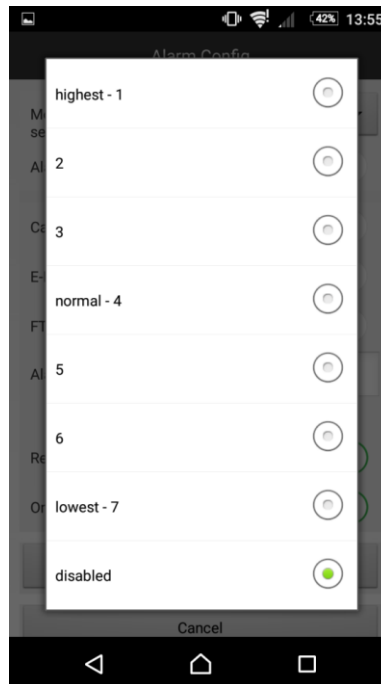 42% 13:55
Alarm Config
highest - 1
2
3
normal - 4
5
6
lowest - 7
disabled
Cancel